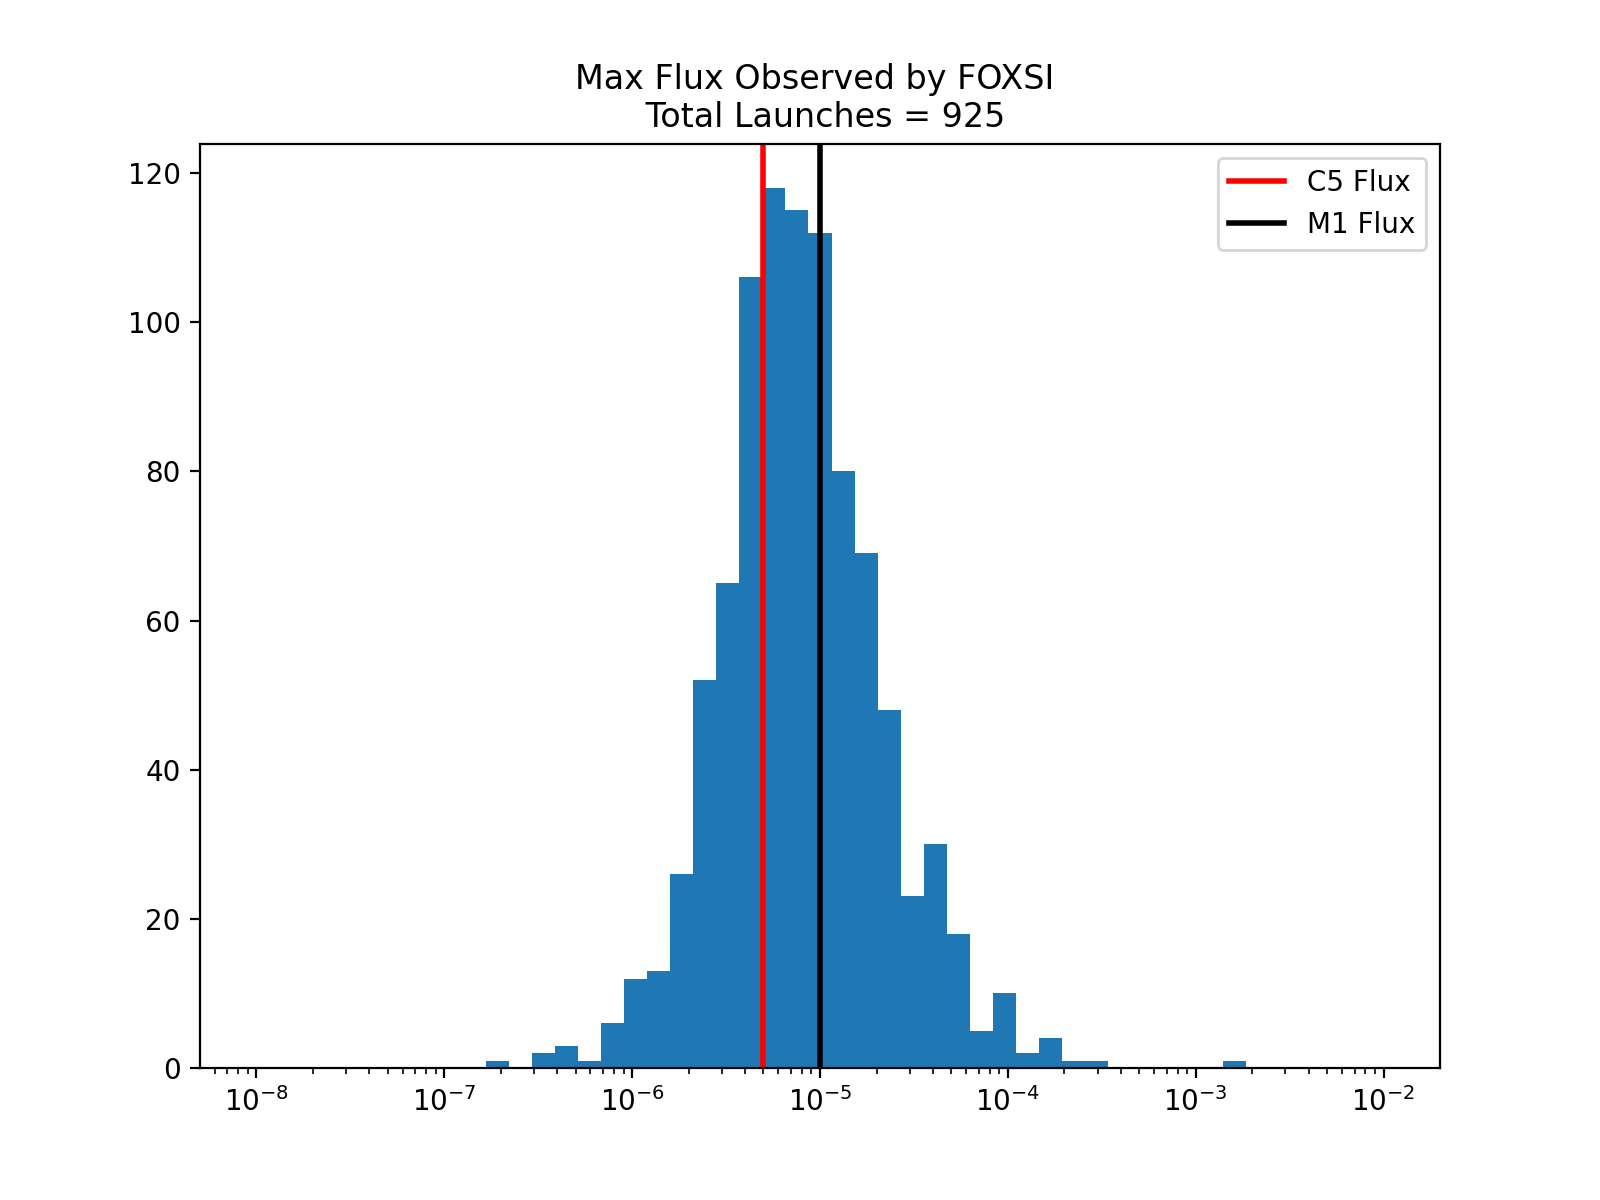 Max Flux Observed by FOXSI
Total Launches = 925
C5 Flux
M1 Flux
120
100
80
60
40
20
0
10⁻⁸ 10⁻⁷ 10⁻⁶ 10⁻⁵ 10⁻⁴ 10⁻³ 10⁻²